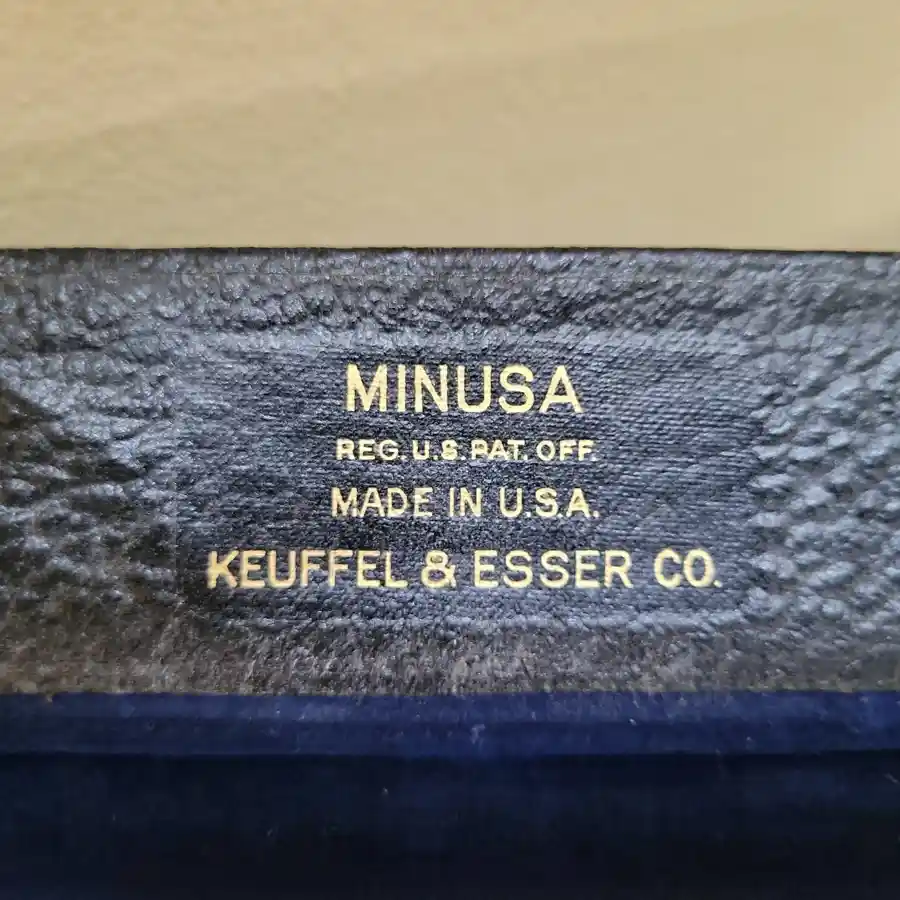 MINUSA
REG. U.S. PAT. OFF.
MADE IN U.S.A.
KEUFFEL & ESSER CO.